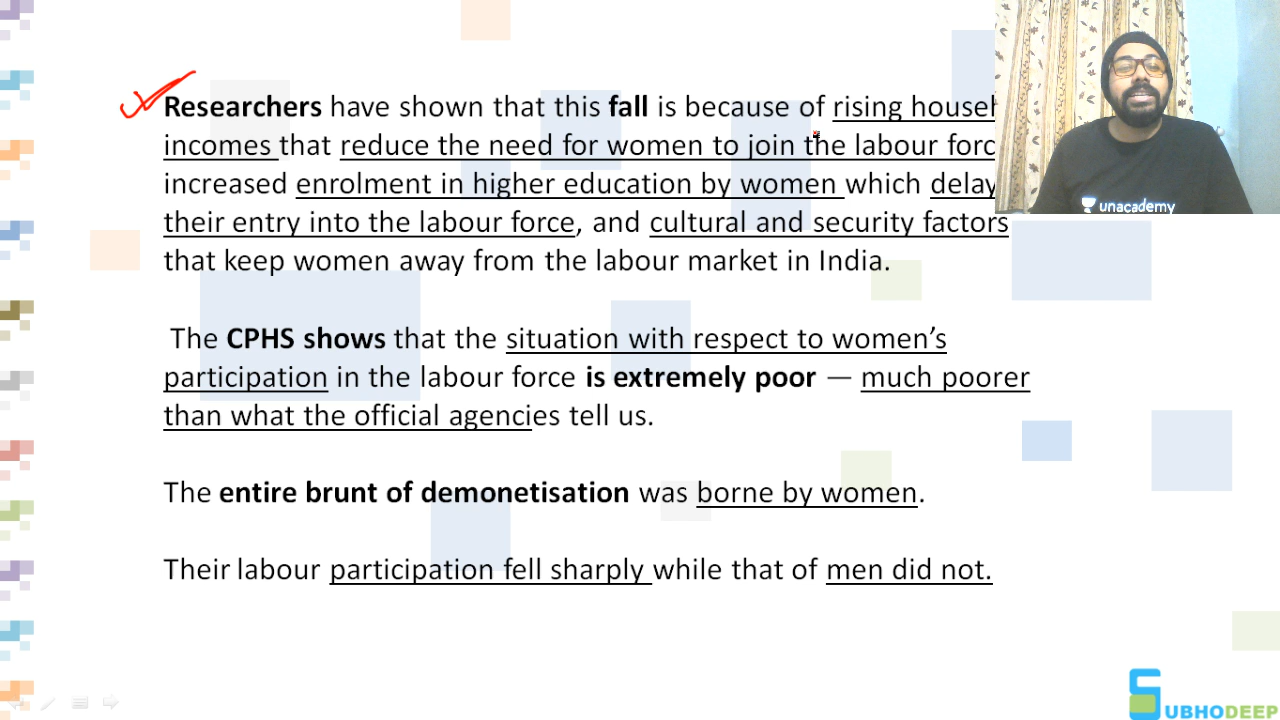 Researchers have shown that this fall is because of rising
incomes that reduce the need for women to join the labour
increased enrolment in higher education by women which delay
their entry into the labour force, and cultural and security factors
that keep women away from the labour market in India.
The CPHS shows that the situation with respect to women's
participation in the labour force is extremely poor — much poorer
than what the official agencies tell us.
The entire brunt of demonetisation was borne by women.
Their labour participation fell sharply while that of men did not.
unacademy
SUBHODEEP